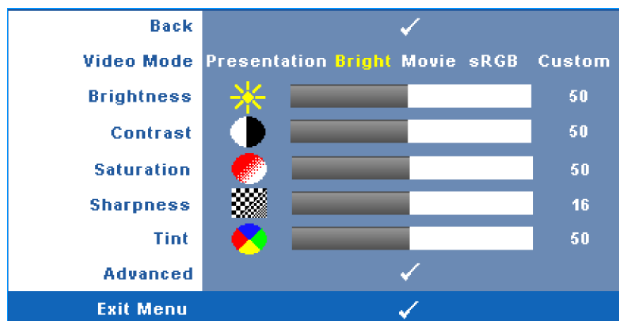 Back
Video Mode Presentation Bright Movie sRGB Custom
Brightness 50
Contrast 50
Saturation 50
Sharpness 16
Tint 50
Advanced
Exit Menu